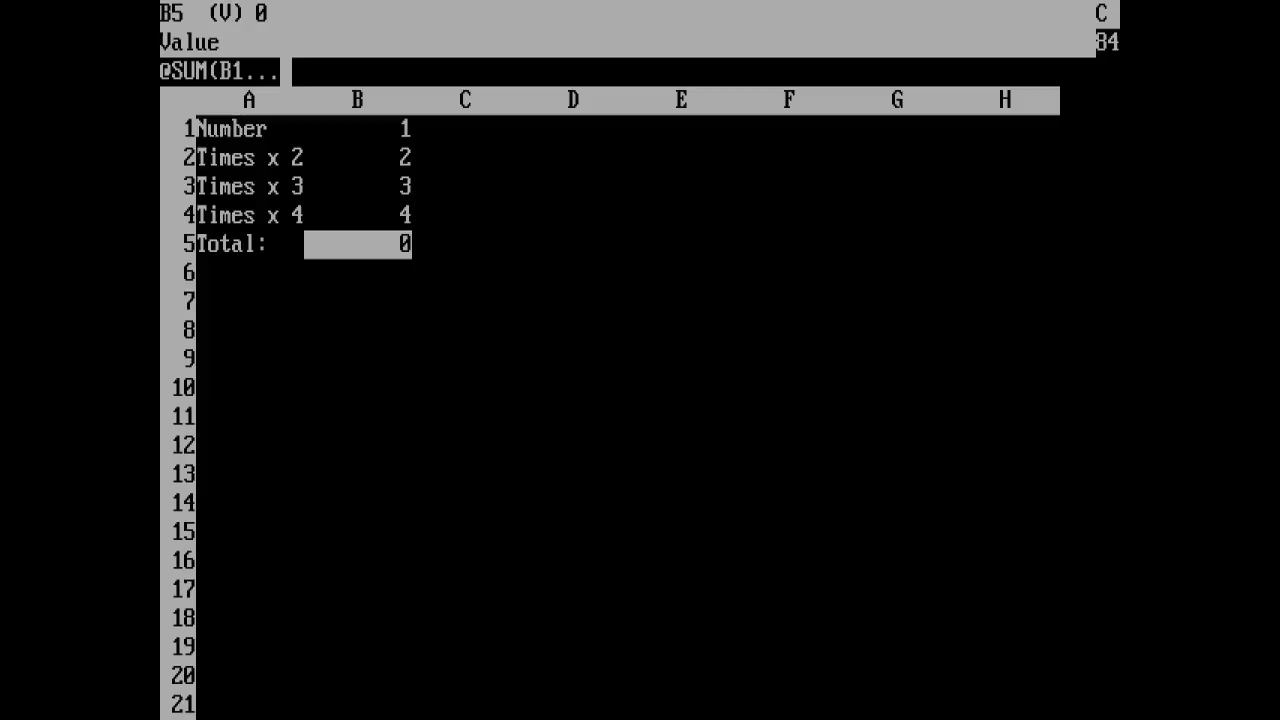 B5 (V) 0 C
Value 84
@SUM(B1...
A B C D E F G H
1 Number 1
2 Times x 2 2
3 Times x 3 3
4 Times x 4 4
5 Total: 0
6
7
8
9
10
11
12
13
14
15
16
17
18
19
20
21